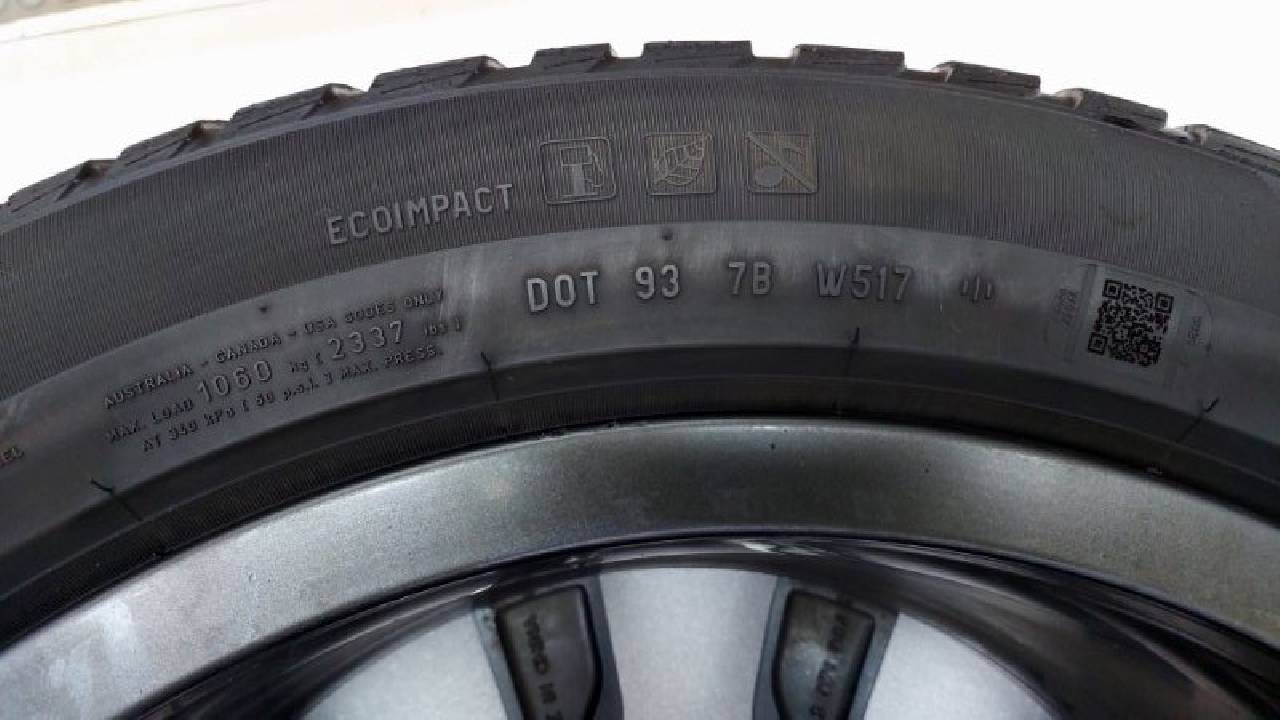 ECOIMPACT
DOT 93 7B W517
AUSTRALIA - CANADA - USA CODES ONLY
MAX. LOAD 1060 kg ( 2337 lbs )
AT 340 kPa ( 50 p.s.i. ) MAX. PRESS.